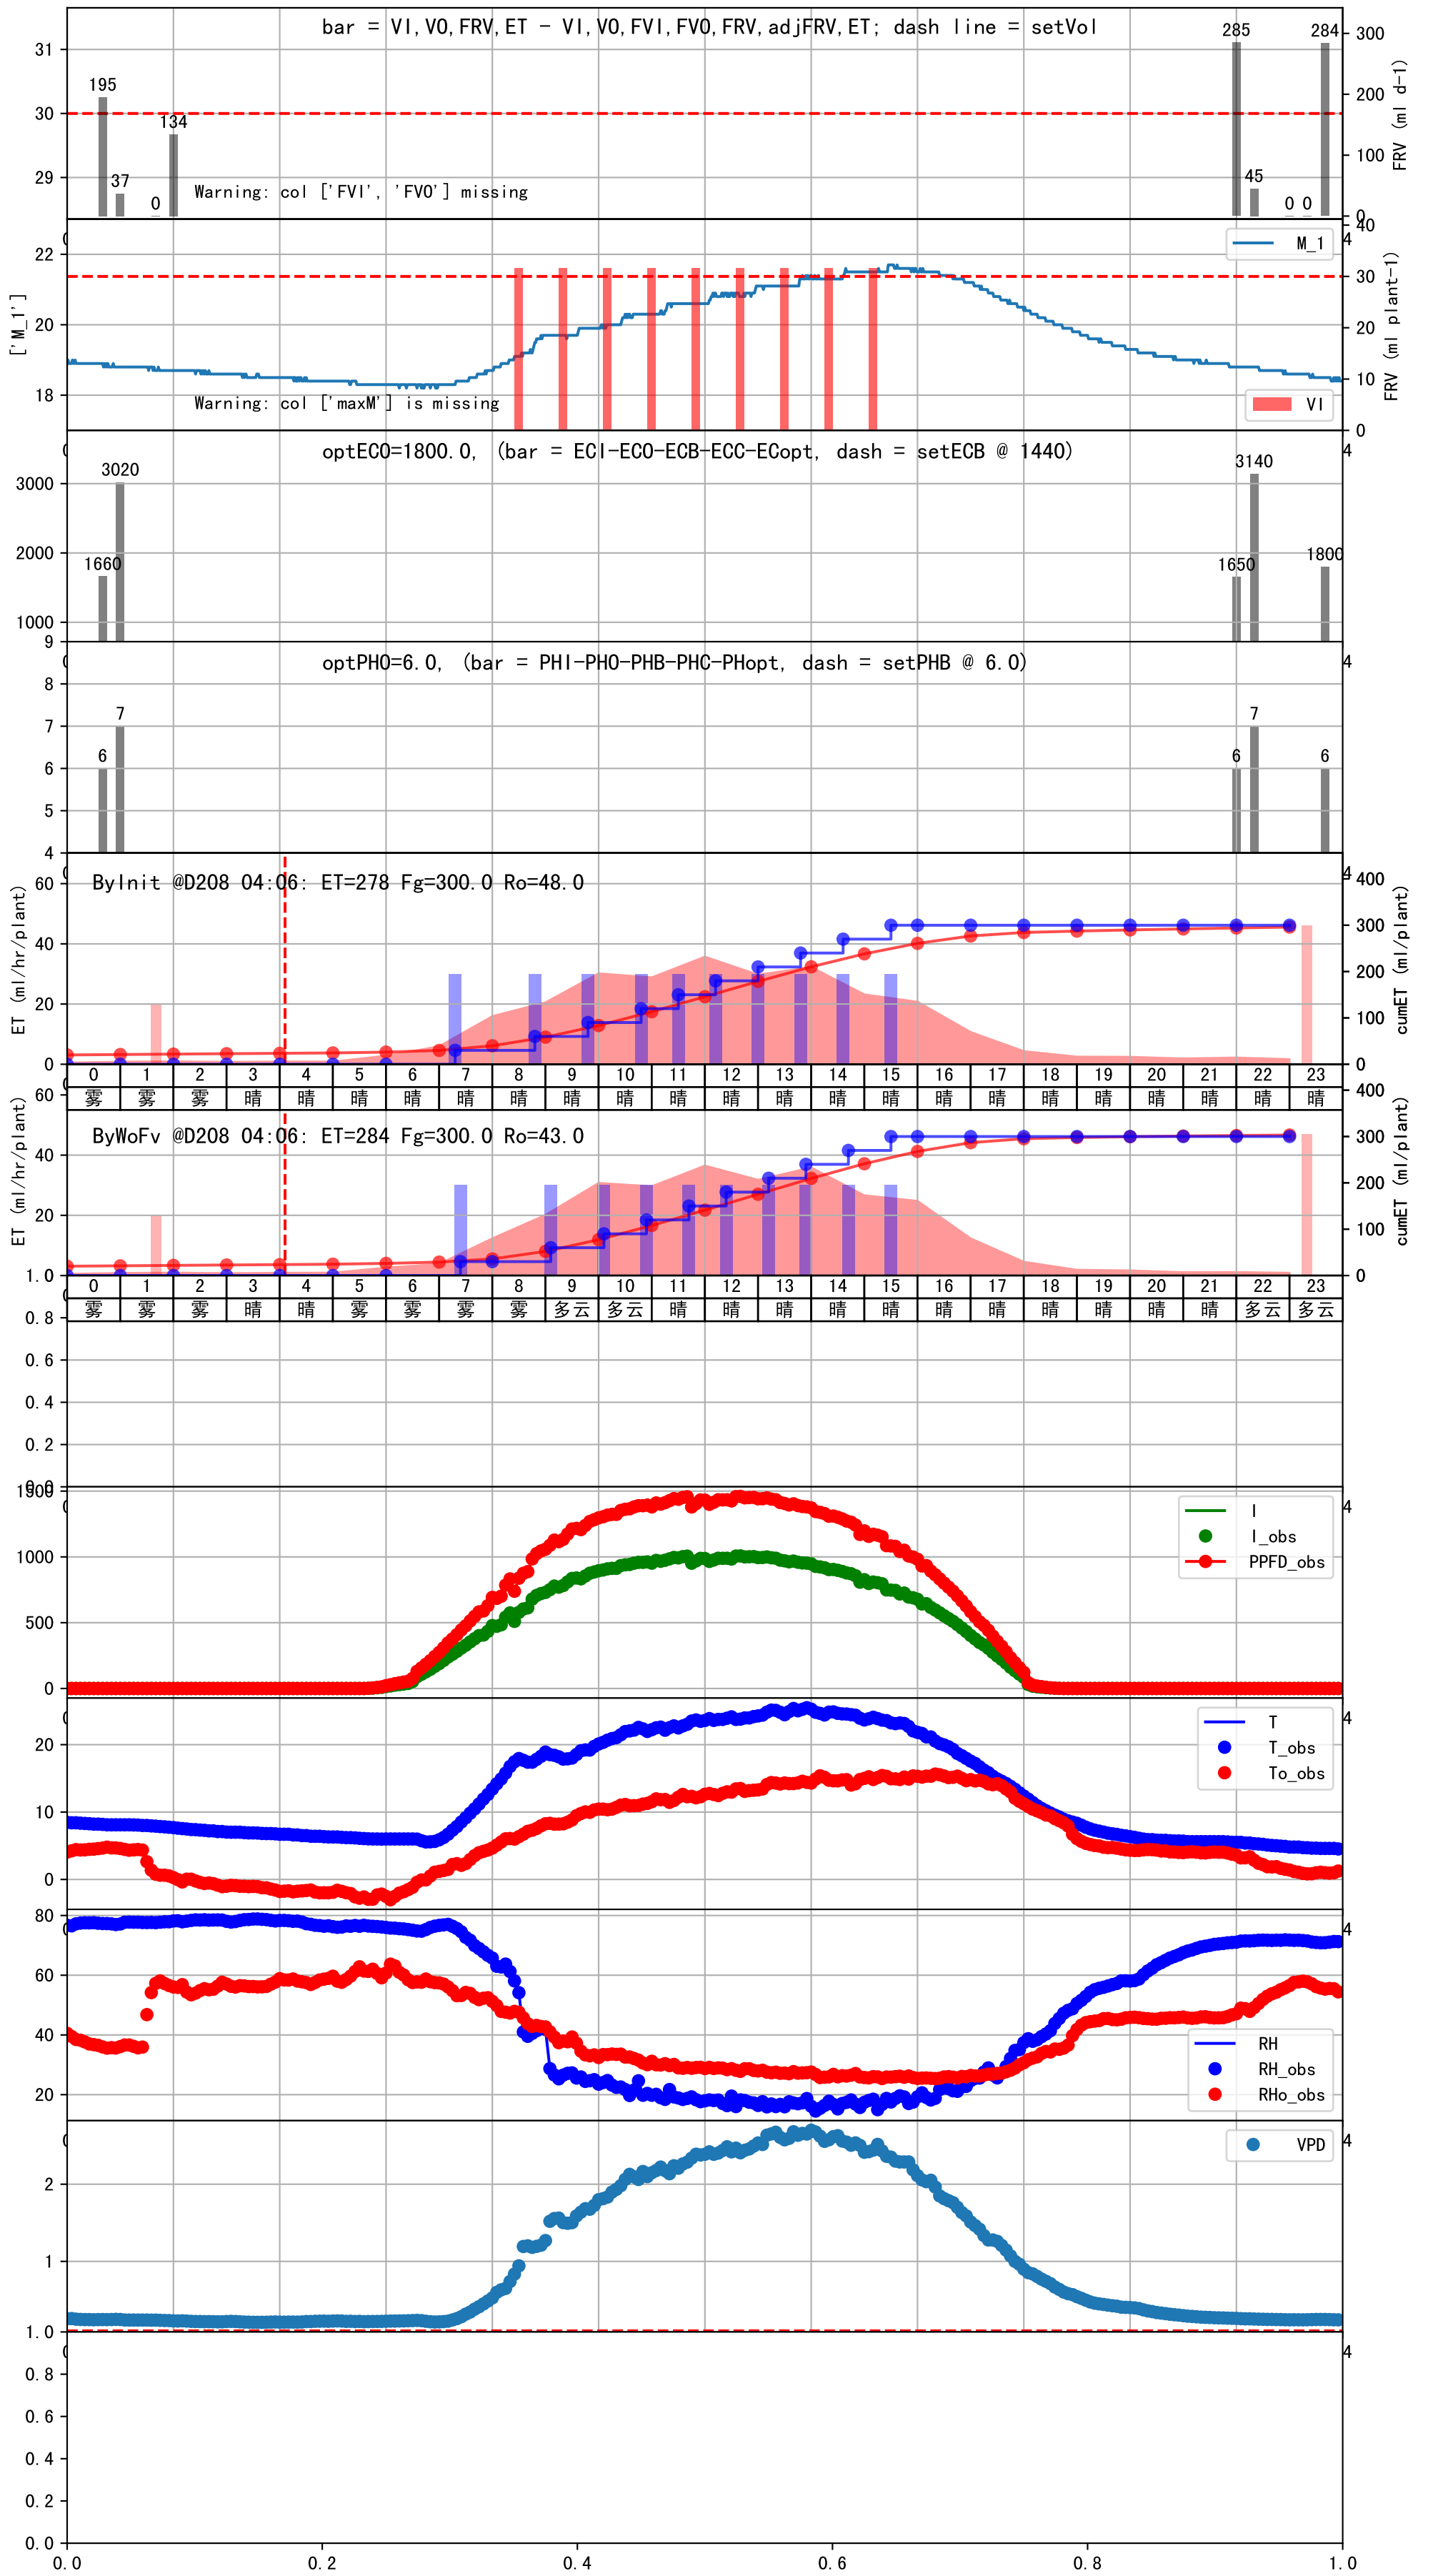 bar = VI,VO,FRV,ET - VI,VO,FVI,FVO,FRV,adjFRV,ET; dash line = setVol
195
37
0
134
285
45
0
0
284
31
30
29
300
200
100
0
FRV (ml d-1)
Warning: col ['FVI', 'FVO'] missing
M_1
['M_1']
22
20
18
40
30
20
10
0
FRV (ml plant-1)
Warning: col ['maxM'] is missing
VI
optECO=1800.0, (bar = ECI-ECO-ECB-ECC-ECopt, dash = setECB @ 1440)
1660
3020
1650
3140
1800
3000
2000
1000
optPHO=6.0, (bar = PHI-PHO-PHB-PHC-PHopt, dash = setPHB @ 6.0)
6
7
6
7
6
9
8
7
6
5
4
ByInit @D208 04:06: ET=278 Fg=300.0 Ro=48.0
ET (ml/hr/plant)
60
40
20
0
400
300
200
100
0
cumET (ml/plant)
0 1 2 3 4 5 6 7 8 9 10 11 12 13 14 15 16 17 18 19 20 21 22 23
雾 雾 雾 晴 晴 晴 晴 晴 晴 晴 晴 晴 晴 晴 晴 晴 晴 晴 晴 晴 晴 晴 晴 晴
ByWoFv @D208 04:06: ET=284 Fg=300.0 Ro=43.0
ET (ml/hr/plant)
60
40
20
400
300
200
100
0
cumET (ml/plant)
0 1 2 3 4 5 6 7 8 9 10 11 12 13 14 15 16 17 18 19 20 21 22 23
雾 雾 雾 晴 晴 雾 雾 雾 雾 多云 多云 晴 晴 晴 晴 晴 晴 晴 晴 晴 晴 晴 多云 多云
1.0
0.8
0.6
0.4
0.2
1500
1000
500
0
I
I_obs
PPFD_obs
20
10
0
T
T_obs
To_obs
80
60
40
20
RH
RH_obs
RHo_obs
2
1
VPD
1.0
0.8
0.6
0.4
0.2
0.0
0.0 0.2 0.4 0.6 0.8 1.0